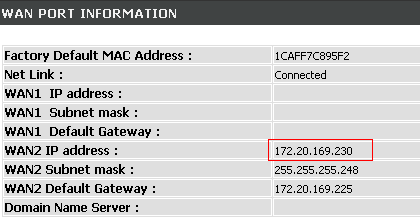 WAN PORT INFORMATION
Factory Default MAC Address : 1CAFF7C895F2
Net Link : Connected
WAN1 IP address :
WAN1 Subnet mask :
WAN1 Default Gateway :
WAN2 IP address : 172.20.169.230
WAN2 Subnet mask : 255.255.255.248
WAN2 Default Gateway : 172.20.169.225
Domain Name Server :